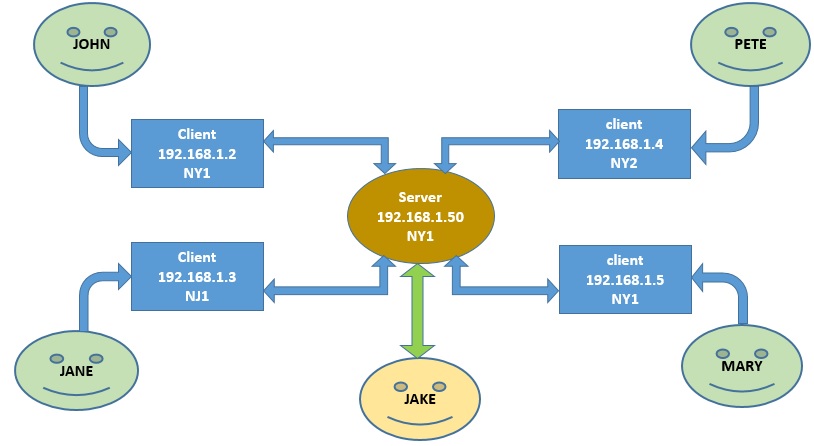 JOHN
PETE
Client
192.168.1.2
NY1
client
192.168.1.4
NY2
Server
192.168.1.50
NY1
Client
192.168.1.3
NJ1
client
192.168.1.5
NY1
JANE
JAKE
MARY